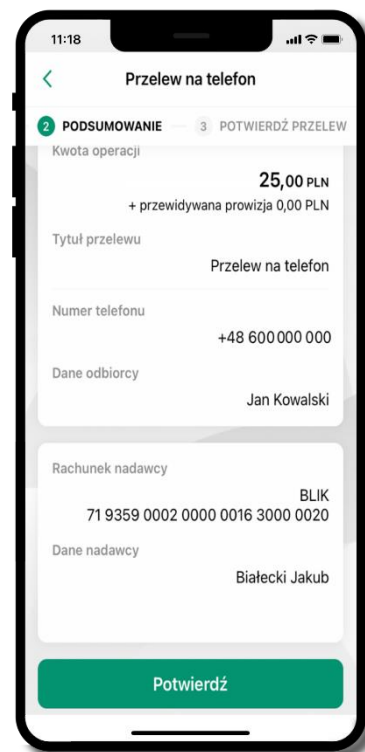 11:18
Przelew na telefon
2 PODSUMOWANIE 3 POTWIERDŹ PRZELEW
Kwota operacji
25,00 PLN
+ przewidywana prowizja 0,00 PLN
Tytuł przelewu
Przelew na telefon
Numer telefonu
+48 600 000 000
Dane odbiorcy
Jan Kowalski
Rachunek nadawcy
BLIK
71 9359 0002 0000 0016 3000 0020
Dane nadawcy
Białecki Jakub
Potwierdź